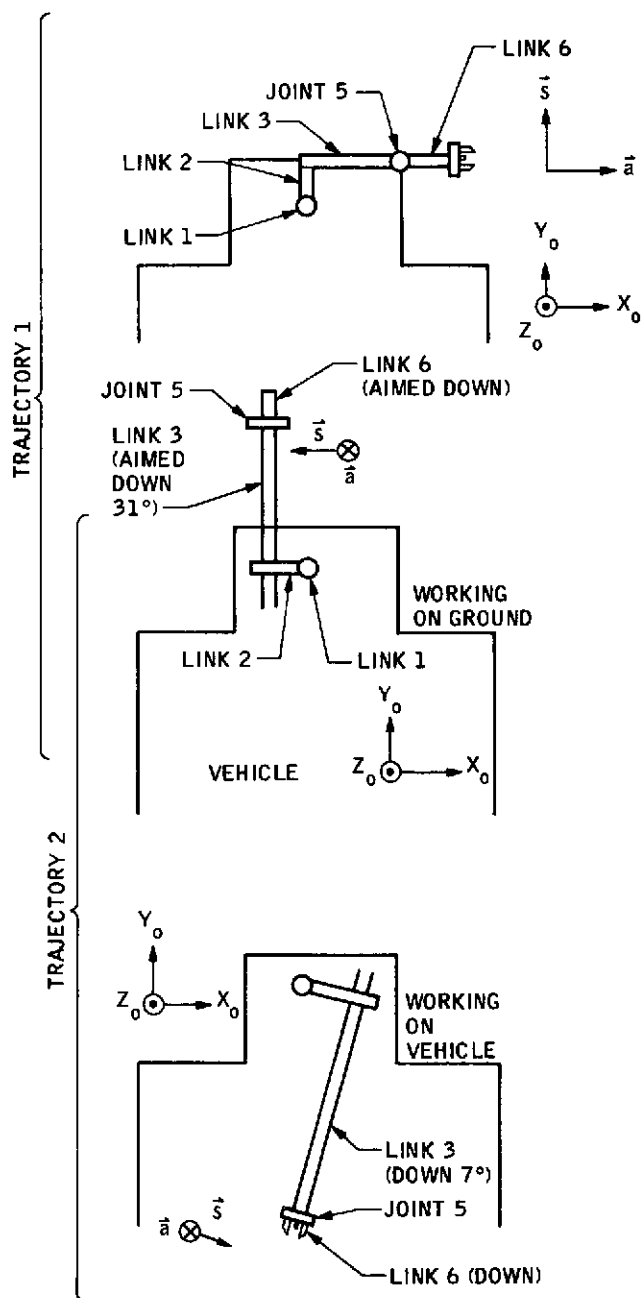 TRAJECTORY 1
LINK 6
JOINT 5
LINK 3
LINK 2
LINK 1
s
a
Y₀
X₀
Z₀
JOINT 5
LINK 6
(AIMED DOWN)
LINK 3
(AIMED
DOWN
31°)
s
a
WORKING
ON GROUND
LINK 2
LINK 1
Y₀
VEHICLE
Z₀
X₀
TRAJECTORY 2
Y₀
Z₀
X₀
WORKING
ON
VEHICLE
LINK 3
(DOWN 7°)
JOINT 5
a
s
LINK 6 (DOWN)